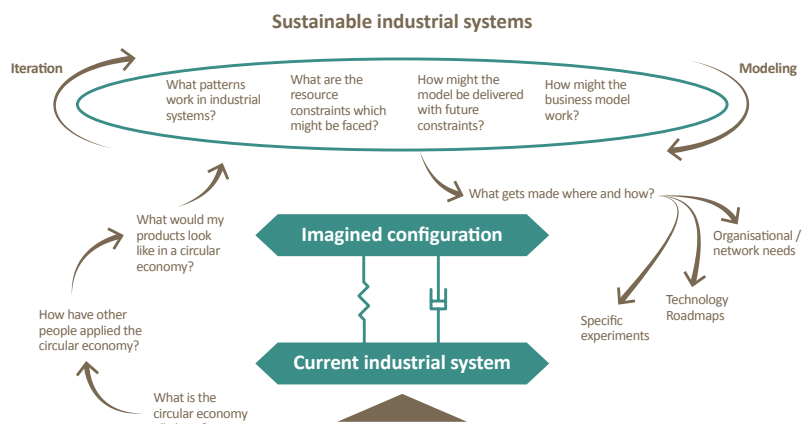 Sustainable industrial systems
Iteration
Modeling
What patterns
work in industrial
systems?
What are the
resource
constraints which
might be faced?
How might the
model be delivered
with future
constraints?
How might the
business model
work?
What gets made where and how?
What would my
products look
like in a circular
economy?
Imagined configuration
Organisational /
network needs
Technology
Roadmaps
Specific
experiments
How have other
people applied the
circular economy?
Current industrial system
What is the
circular economy